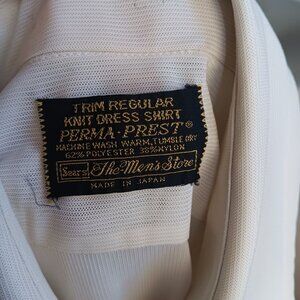 TRIM REGULAR
KNIT DRESS SHIRT
PERMA-PREST®
MACHINE WASH WARM, TUMBLE DRY
62% POLYESTER 38% NYLON
Sears The Men's Store
MADE IN JAPAN